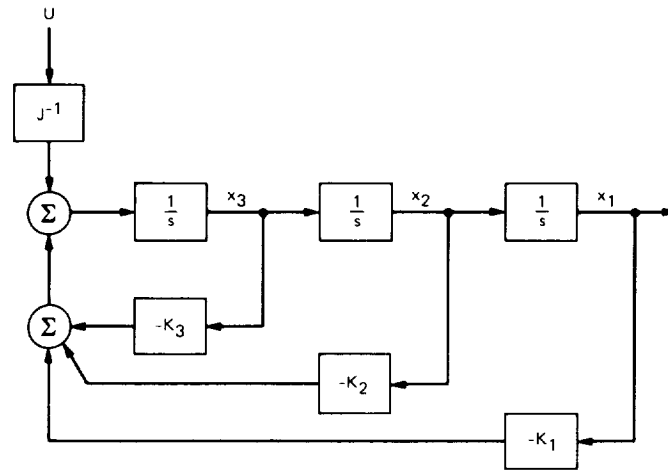 U
J⁻¹
x₃
x₂
x₁
Σ
1/s
1/s
1/s
Σ
-K₃
-K₂
-K₁